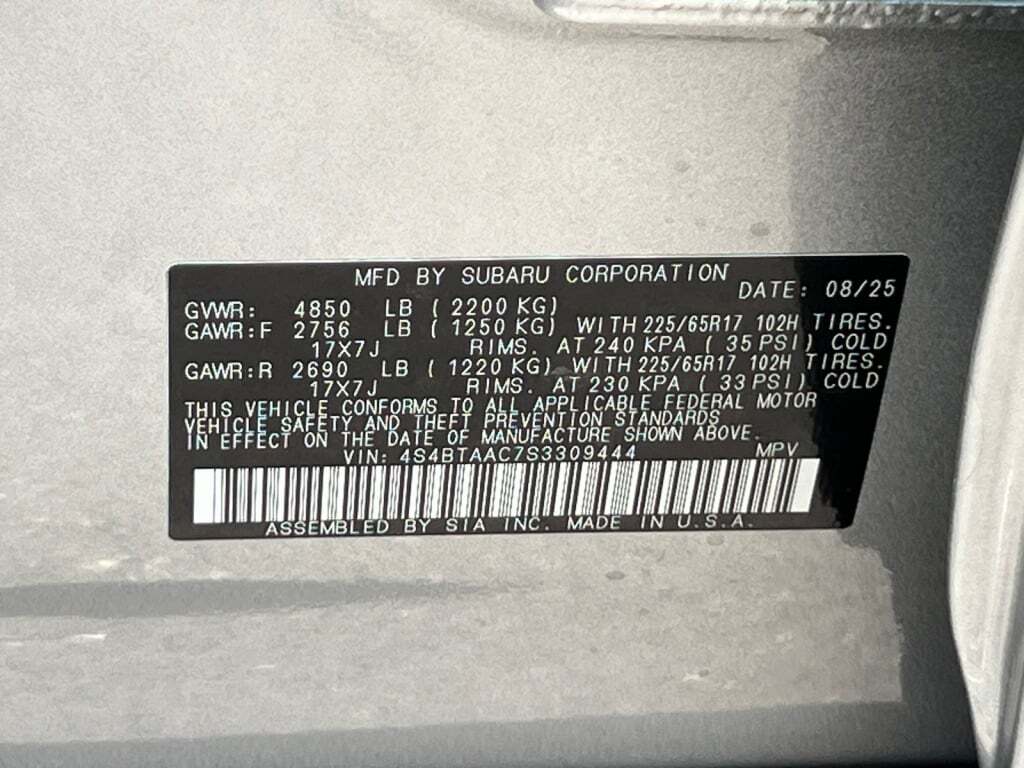 MFD BY SUBARU CORPORATION DATE: 08/25
GVWR: 4850 LB (2200 KG)
GAWR:F 2756 LB (1250 KG) WITH 225/65R17 102H TIRES.
17X7J RIMS. AT 240 KPA (35 PSI) COLD
GAWR:R 2690 LB (1220 KG) WITH 225/65R17 102H TIRES.
17X7J RIMS. AT 230 KPA (33 PSI) COLD
THIS VEHICLE CONFORMS TO ALL APPLICABLE FEDERAL MOTOR
VEHICLE SAFETY AND THEFT PREVENTION STANDARDS
IN EFFECT ON THE DATE OF MANUFACTURE SHOWN ABOVE.
VIN: 4S4BTAAC7S3309444 MPV
ASSEMBLED BY SIA INC. MADE IN U.S.A.